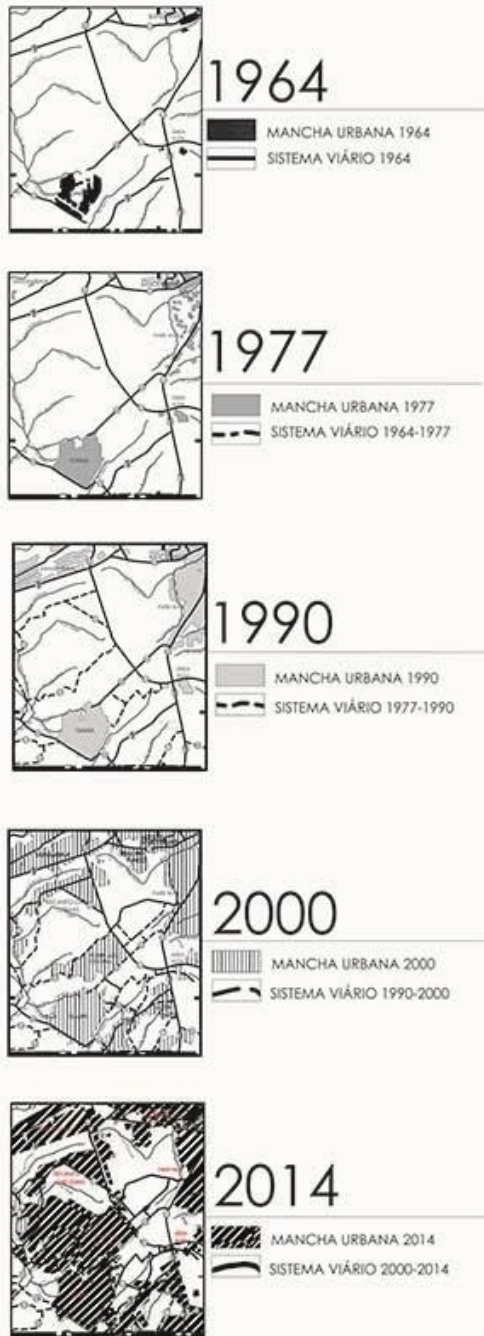 1964
MANCHA URBANA 1964
SISTEMA VIÁRIO 1964
1977
MANCHA URBANA 1977
SISTEMA VIÁRIO 1964-1977
1990
MANCHA URBANA 1990
SISTEMA VIÁRIO 1977-1990
2000
MANCHA URBANA 2000
SISTEMA VIÁRIO 1990-2000
2014
MANCHA URBANA 2014
SISTEMA VIÁRIO 2000-2014